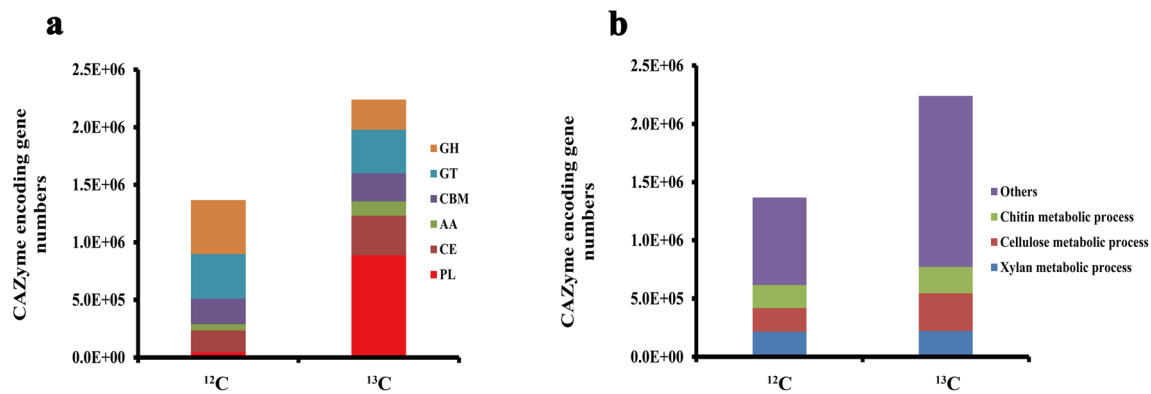 a
CAZyme encoding gene
numbers
2.5E+06
2.0E+06
1.5E+06
1.0E+06
5.0E+05
0.0E+00
¹²C
¹³C
GH
GT
CBM
AA
CE
PL
b
CAZyme encoding gene
numbers
2.5E+06
2.0E+06
1.5E+06
1.0E+06
5.0E+05
0.0E+00
¹²C
¹³C
Others
Chitin metabolic process
Cellulose metabolic process
Xylan metabolic process